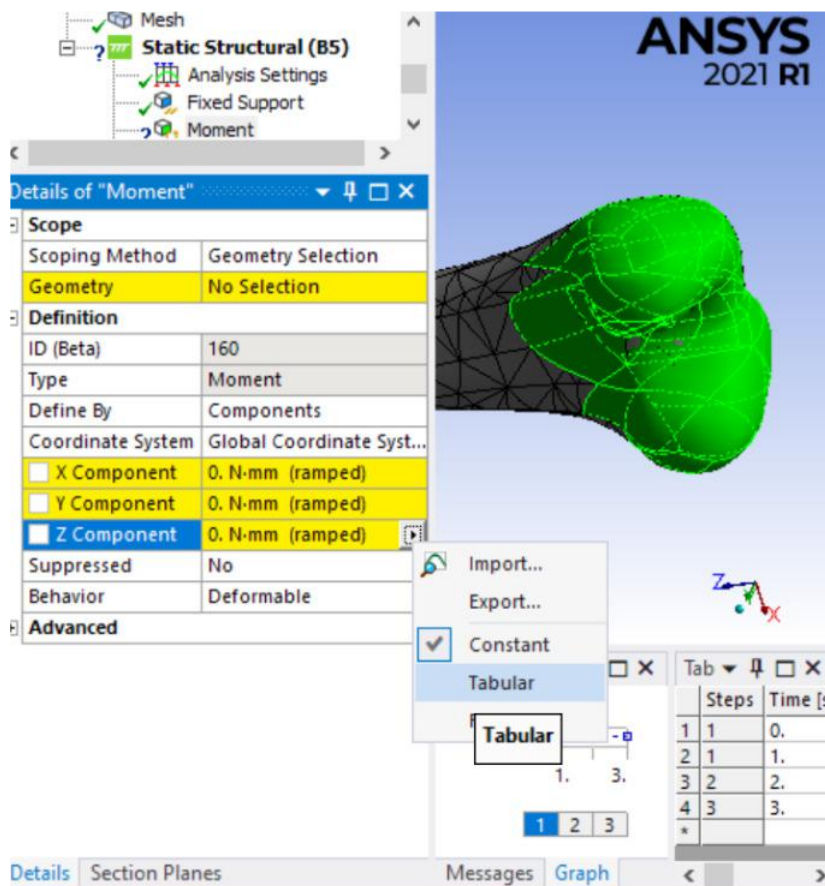 Mesh
Static Structural (B5)
Analysis Settings
Fixed Support
Moment
ANSYS
2021 R1
Details of "Moment"
Scope
Scoping Method Geometry Selection
Geometry No Selection
Definition
ID (Beta) 160
Type Moment
Define By Components
Coordinate System Global Coordinate Syst...
X Component 0. N·mm (ramped)
Y Component 0. N·mm (ramped)
Z Component 0. N·mm (ramped)
Suppressed No
Behavior Deformable
Advanced
Import...
Export...
Constant
Tabular
Tabular
Z
X
1. 3.
1 2 3
Tab
Steps Time [s
1 1 0.
2 1 1.
3 2 2.
4 3 3.
*
Details Section Planes
Messages Graph